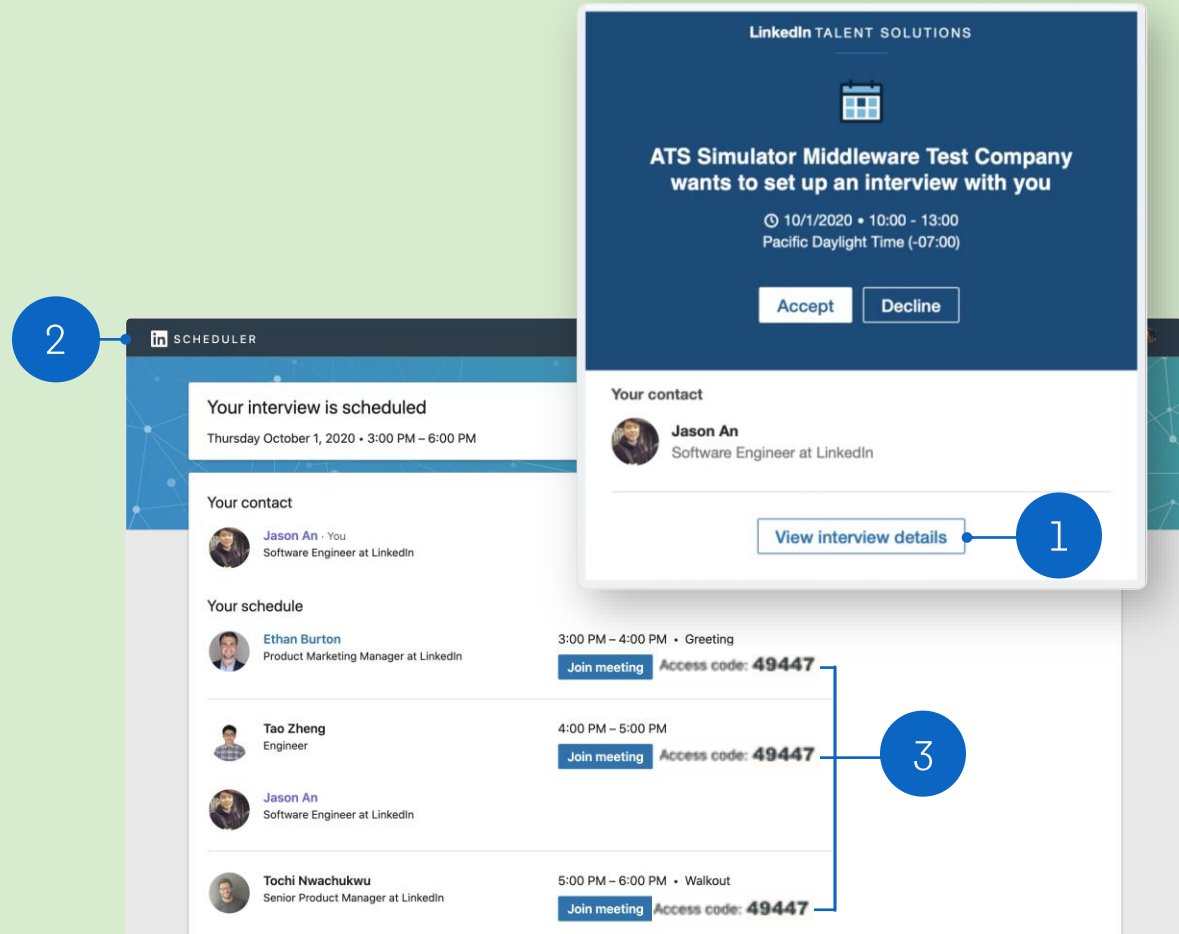 LinkedIn TALENT SOLUTIONS
ATS Simulator Middleware Test Company
wants to set up an interview with you
10/1/2020 • 10:00 - 13:00
Pacific Daylight Time (-07:00)
Accept Decline
Your contact
Jason An
Software Engineer at LinkedIn
View interview details
1
2
in SCHEDULER
Your interview is scheduled
Thursday October 1, 2020 • 3:00 PM – 6:00 PM
Your contact
Jason An · You
Software Engineer at LinkedIn
Your schedule
Ethan Burton
Product Marketing Manager at LinkedIn
3:00 PM – 4:00 PM • Greeting
Join meeting Access code: 49447
Tao Zheng
Engineer
4:00 PM – 5:00 PM
Join meeting Access code: 49447
3
Jason An
Software Engineer at LinkedIn
Tochi Nwachukwu
Senior Product Manager at LinkedIn
5:00 PM – 6:00 PM • Walkout
Join meeting Access code: 49447